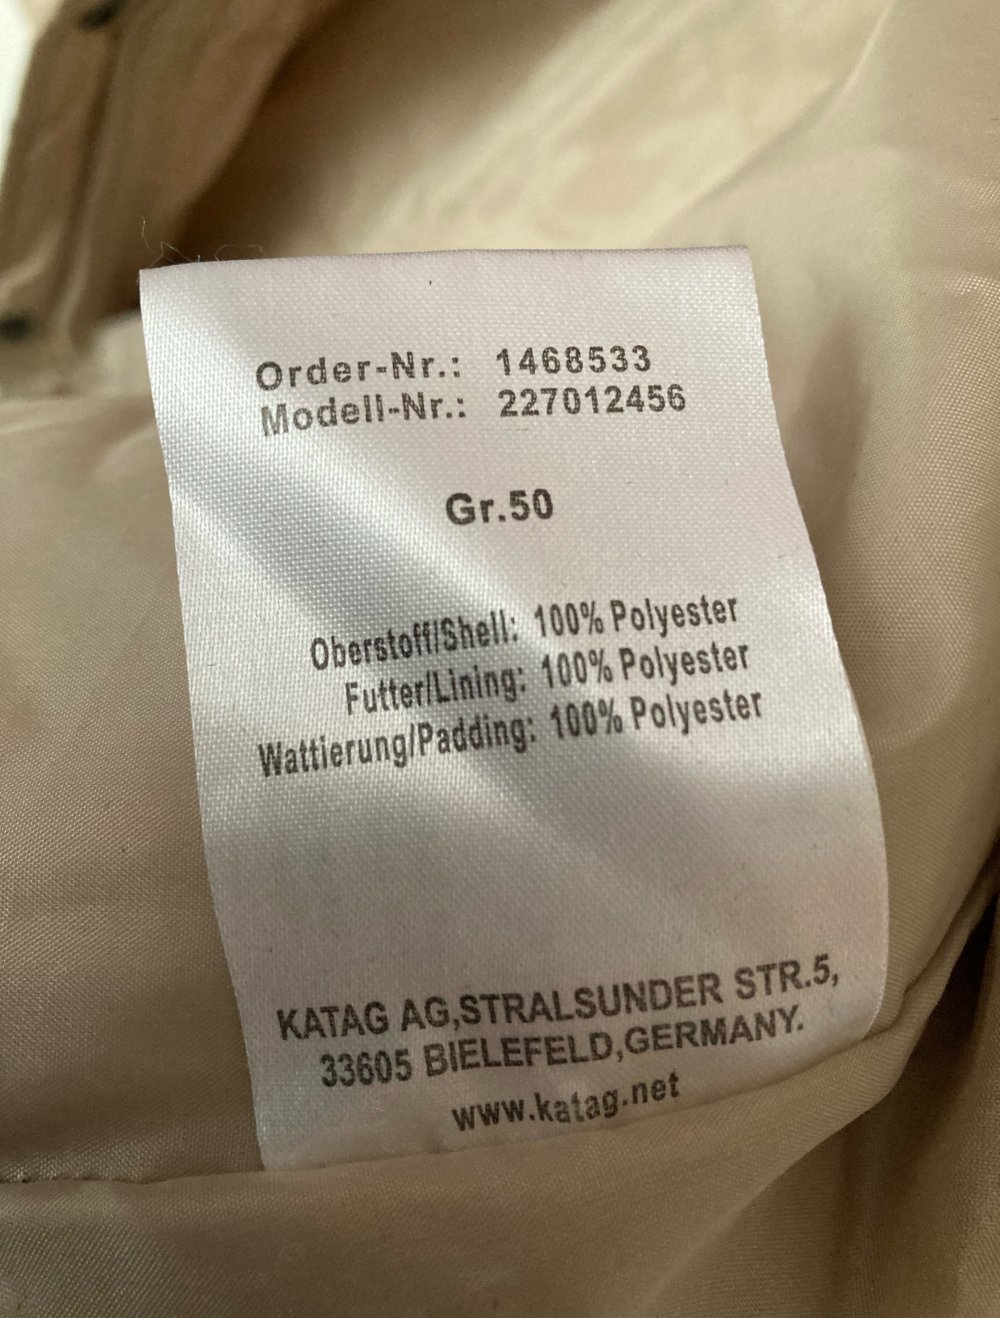 Order-Nr.: 1468533
Modell-Nr.: 227012456
Gr.50
Oberstoff/Shell: 100% Polyester
Futter/Lining: 100% Polyester
Wattierung/Padding: 100% Polyester
KATAG AG,STRALSUNDER STR.5,
33605 BIELEFELD,GERMANY.
www.katag.net